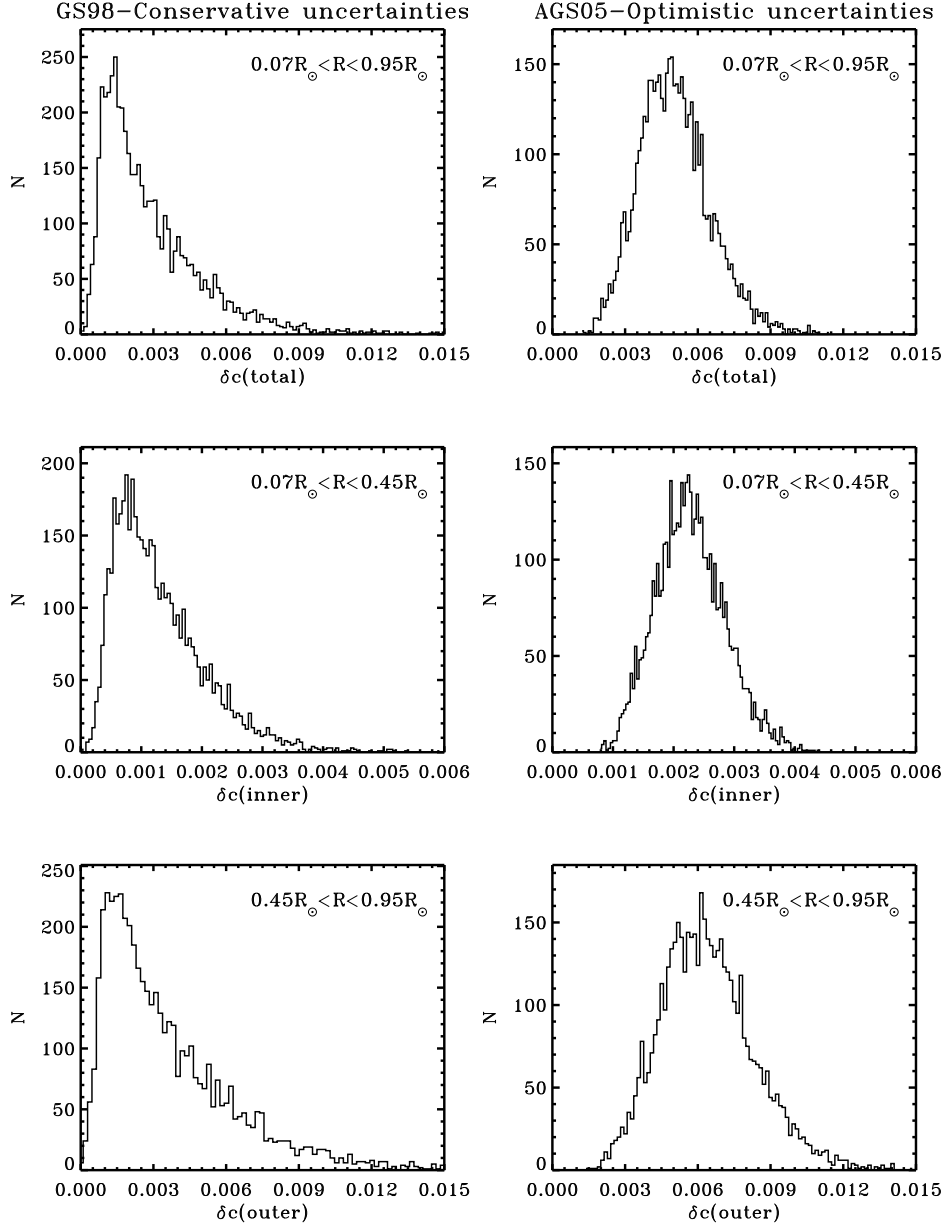 GS98–Conservative uncertainties
AGS05–Optimistic uncertainties
0.07R⊙<R<0.95R⊙
250
200
150
100
50
0
N
0.000 0.003 0.006 0.009 0.012 0.015
δc(total)
0.07R⊙<R<0.95R⊙
150
100
50
0
N
0.000 0.003 0.006 0.009 0.012 0.015
δc(total)
0.07R⊙<R<0.45R⊙
200
150
100
50
0
N
0.000 0.001 0.002 0.003 0.004 0.05 0.006
δc(inner)
0.07R⊙<R<0.45R⊙
150
100
50
0
N
0.000 0.001 0.002 0.003 0.004 0.05 0.006
δc(inner)
0.45R⊙<R<0.95R⊙
250
200
150
100
50
0
N
0.000 0.003 0.006 0.009 0.012 0.015
δc(outer)
0.45R⊙<R<0.95R⊙
150
100
50
0
N
0.000 0.003 0.006 0.009 0.012 0.015
δc(outer)